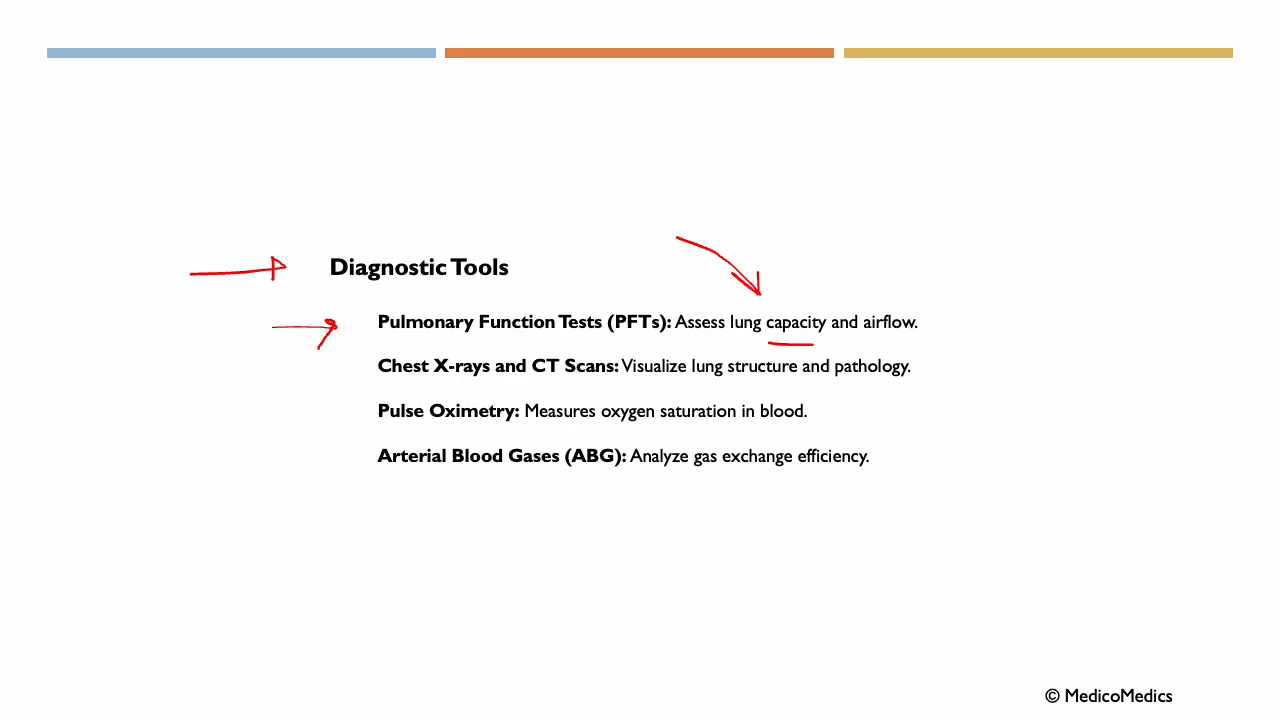 Diagnostic Tools
Pulmonary Function Tests (PFTs): Assess lung capacity and airflow.
Chest X-rays and CT Scans: Visualize lung structure and pathology.
Pulse Oximetry: Measures oxygen saturation in blood.
Arterial Blood Gases (ABG): Analyze gas exchange efficiency.
© MedicoMedics